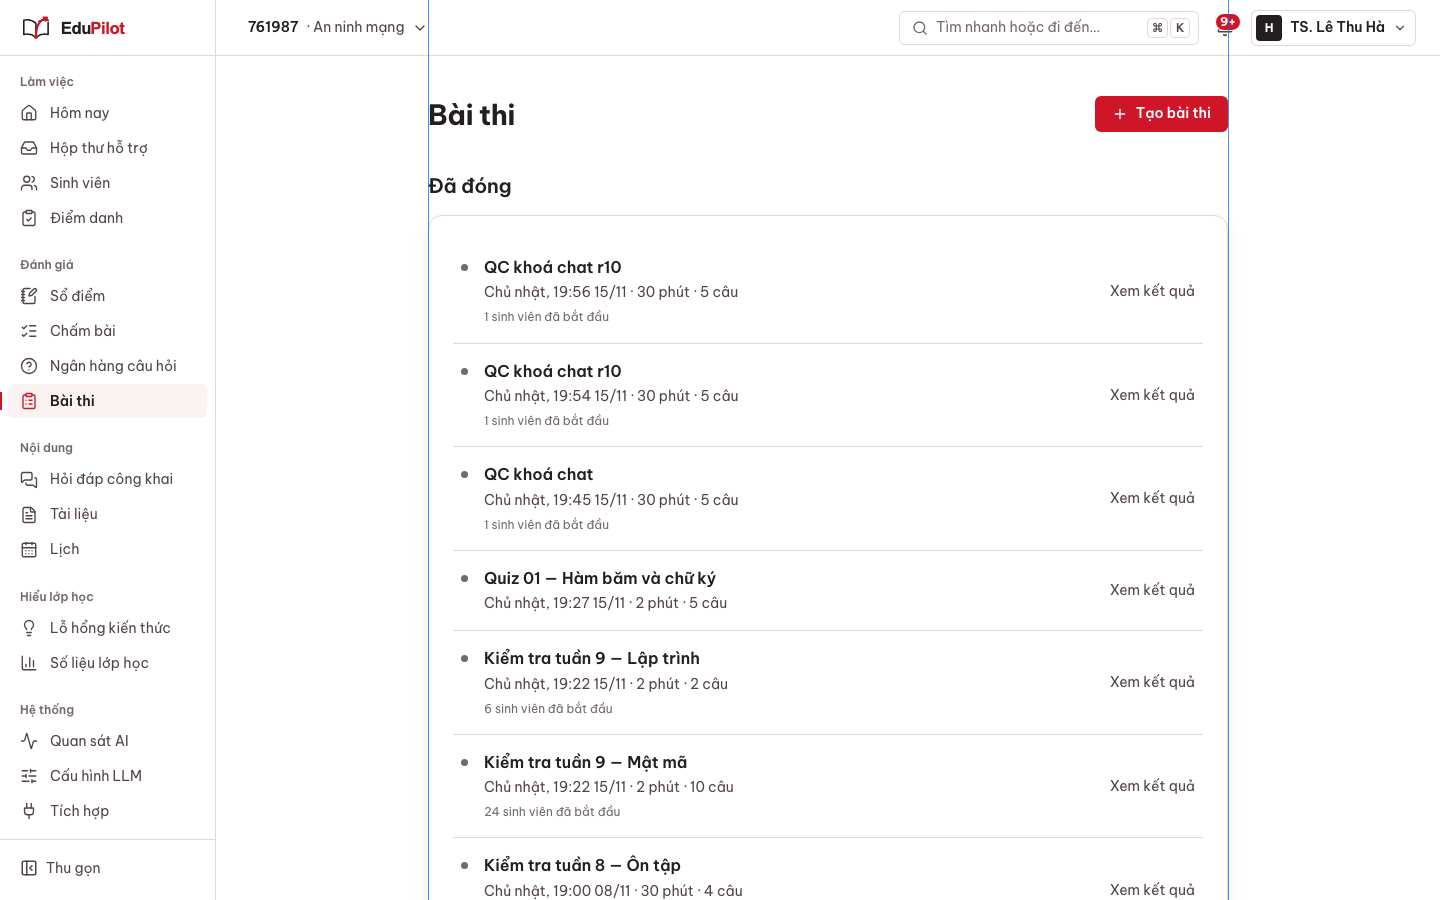 EduPilot
761987 · An ninh mạng
Tìm nhanh hoặc đi đến...
⌘ K
9+
H
TS. Lê Thu Hà
Làm việc
Hôm nay
Hộp thư hỗ trợ
Sinh viên
Điểm danh
Đánh giá
Sổ điểm
Chấm bài
Ngân hàng câu hỏi
Bài thi
Nội dung
Hỏi đáp công khai
Tài liệu
Lịch
Hiểu lớp học
Lỗ hổng kiến thức
Số liệu lớp học
Hệ thống
Quan sát AI
Cấu hình LLM
Tích hợp
Thu gọn
Bài thi
Tạo bài thi
Đã đóng
QC khoá chat r10
Chủ nhật, 19:56 15/11 · 30 phút · 5 câu
1 sinh viên đã bắt đầu
Xem kết quả
QC khoá chat r10
Chủ nhật, 19:54 15/11 · 30 phút · 5 câu
1 sinh viên đã bắt đầu
Xem kết quả
QC khoá chat
Chủ nhật, 19:45 15/11 · 30 phút · 5 câu
1 sinh viên đã bắt đầu
Xem kết quả
Quiz 01 — Hàm băm và chữ ký
Chủ nhật, 19:27 15/11 · 2 phút · 5 câu
Xem kết quả
Kiểm tra tuần 9 — Lập trình
Chủ nhật, 19:22 15/11 · 2 phút · 2 câu
6 sinh viên đã bắt đầu
Xem kết quả
Kiểm tra tuần 9 — Mật mã
Chủ nhật, 19:22 15/11 · 2 phút · 10 câu
24 sinh viên đã bắt đầu
Xem kết quả
Kiểm tra tuần 8 — Ôn tập
Chủ nhật, 19:00 08/11 · 30 phút · 4 câu
Xem kết quả